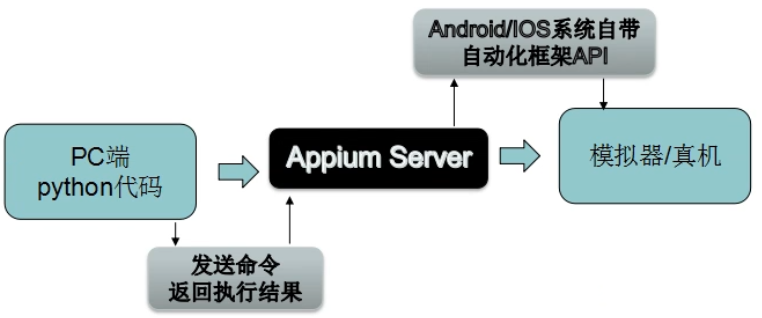 Android/IOS系统自带
自动化框架API
PC端
python代码
Appium Server
模拟器/真机
发送命令
返回执行结果